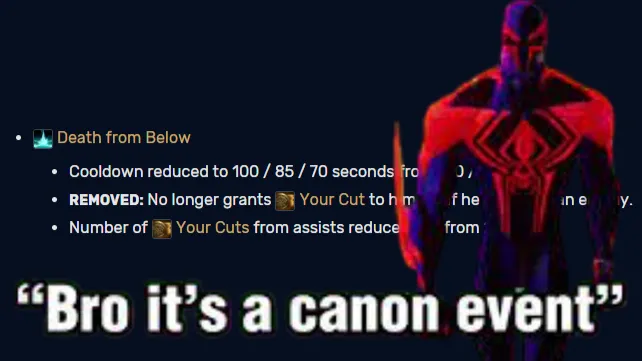 Death from Below
Cooldown reduced to 100 / 85 / 70 seconds
REMOVED: No longer grants Your Cut to
Number of Your Cuts from assists from
“Bro it's a canon event”